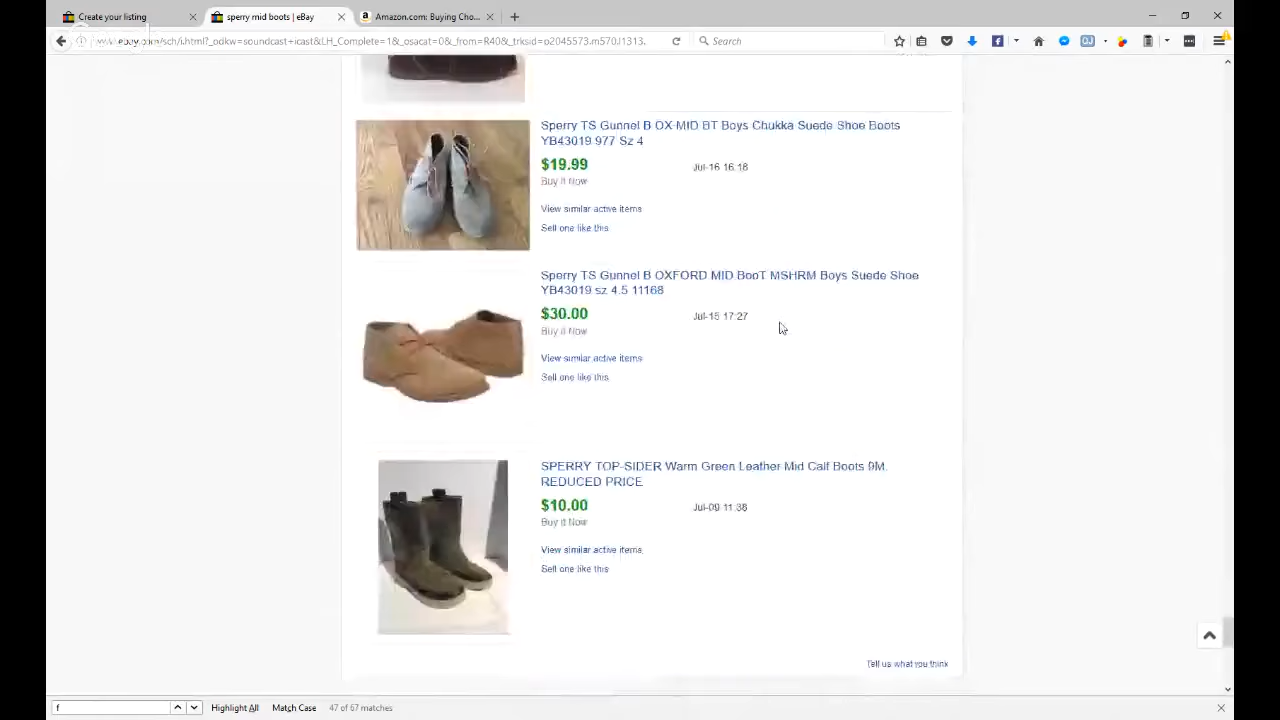 Create your listing
sperry mid boots | eBay
Amazon.com: Buying Cho...
Search
Sperry TS Gunnel B OX-MID BT Boys Chukka Suede Shoe Boots
YB43019 977 Sz 4
$19.99
Jul-16 16:18
Buy It Now
View similar active items
Sell one like this
Sperry TS Gunnel B OXFORD MID BooT MSHRM Boys Suede Shoe
YB43019 sz 4.5 11168
$30.00
Jul-15 17:27
Buy It Now
View similar active items
Sell one like this
SPERRY TOP-SIDER Warm Green Leather Mid Calf Boots 9M.
REDUCED PRICE
$10.00
Jul-09 11:38
Buy It Now
View similar active items
Sell one like this
Tell us what you think
f
Highlight All
Match Case
47 of 67 matches